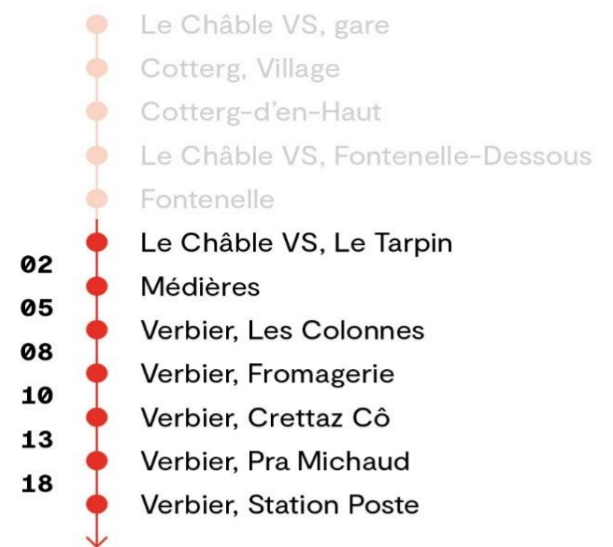 Le Châble VS, gare
Cotterg, Village
Cotterg-d'en-Haut
Le Châble VS, Fontenelle-Dessous
Fontenelle
Le Châble VS, Le Tarpin
02
Médières
05
Verbier, Les Colonnes
08
Verbier, Fromagerie
10
Verbier, Crettaz Cô
13
Verbier, Pra Michaud
18
Verbier, Station Poste